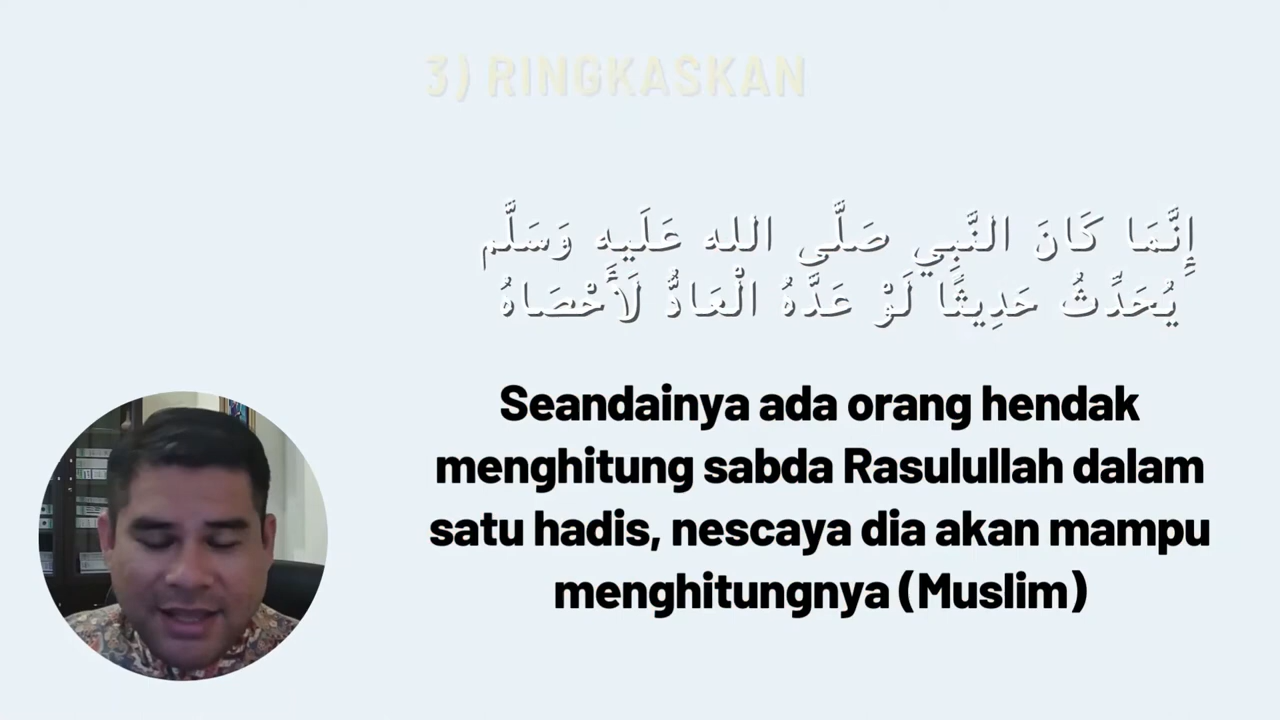 3) RINGKASKAN
إِنَّمَا كَانَ النَّبِي صَلَّى الله عَلَيه وَسَلَّم
يُحَدِّثُ حَدِيثًا لَوْ عَدَّهُ الْعَادُّ لَأَحْصَاهُ
Seandainya ada orang hendak
menghitung sabda Rasulullah dalam
satu hadis, nescaya dia akan mampu
menghitungnya (Muslim)